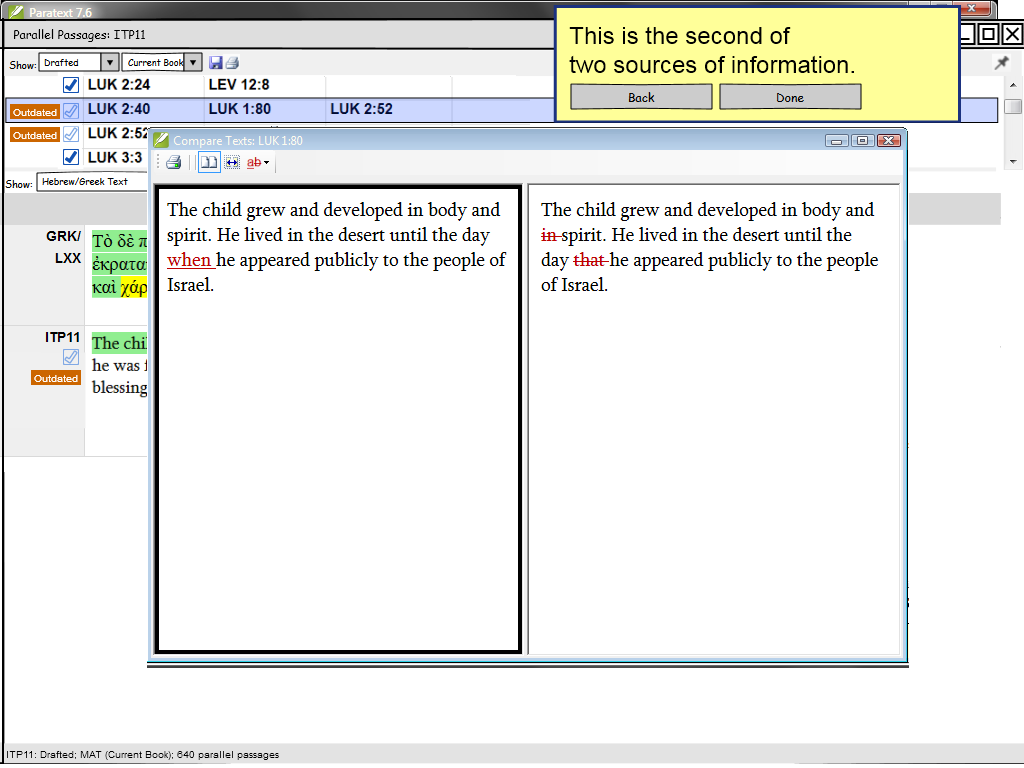 Paratext 7.6
Parallel Passages: ITP11
This is the second of
two sources of information.
Back Done
Show: Drafted Current Book
LUK 2:24 LEV 12:8
Outdated LUK 2:40 LUK 1:80 LUK 2:52
Outdated LUK 2:52
LUK 3:3
Compare Texts: LUK 1:80
ab
Show: Hebrew/Greek Text
GRK/
LXX
Τὸ δὲ
καὶ
ITP11
Outdated
The
he was
blessing
The child grew and developed in body and
spirit. He lived in the desert until the day
when he appeared publicly to the people of
Israel.
The child grew and developed in body and
in spirit. He lived in the desert until the
day that he appeared publicly to the people
of Israel.
ITP11: Drafted; MAT (Current Book); 640 parallel passages